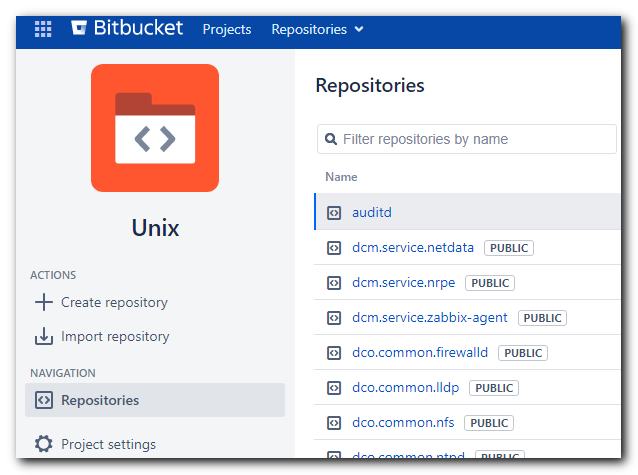 Bitbucket Projects Repositories
Unix
ACTIONS
Create repository
Import repository
NAVIGATION
Repositories
Project settings
Repositories
Filter repositories by name
Name
auditd
dcm.service.netdata PUBLIC
dcm.service.nrpe PUBLIC
dcm.service.zabbix-agent PUBLIC
dco.common.firewalld PUBLIC
dco.common.lldp PUBLIC
dco.common.nfs PUBLIC
dco.common.ntpd PUBLIC